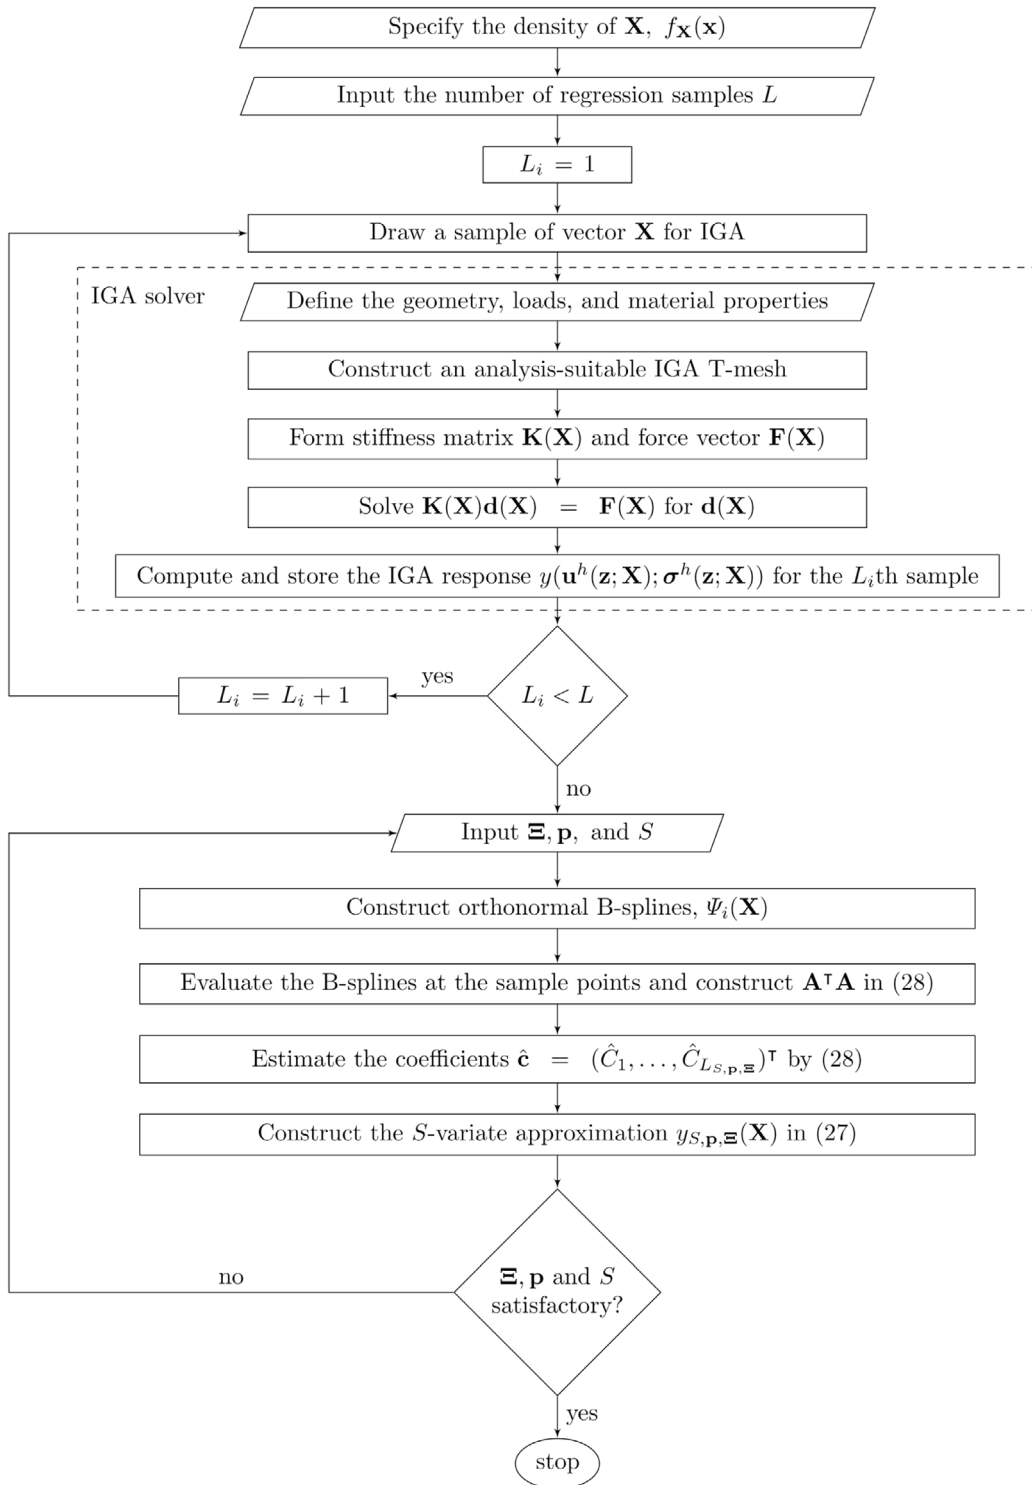 Specify the density of X, f_X(x)
Input the number of regression samples L
L_i = 1
Draw a sample of vector X for IGA
IGA solver
Define the geometry, loads, and material properties
Construct an analysis-suitable IGA T-mesh
Form stiffness matrix K(X) and force vector F(X)
Solve K(X)d(X) = F(X) for d(X)
Compute and store the IGA response y(u^h(z; X); σ^h(z; X)) for the L_ith sample
L_i < L
yes
L_i = L_i + 1
no
Input Ξ, p, and S
Construct orthonormal B-splines, Ψ_i(X)
Evaluate the B-splines at the sample points and construct A^⊺A in (28)
Estimate the coefficients ĉ = (Ĉ_1, . . . , Ĉ_{L_{S,p,Ξ}})^⊺ by (28)
Construct the S-variate approximation y_{S,p,Ξ}(X) in (27)
Ξ, p and S
satisfactory?
no
yes
stop